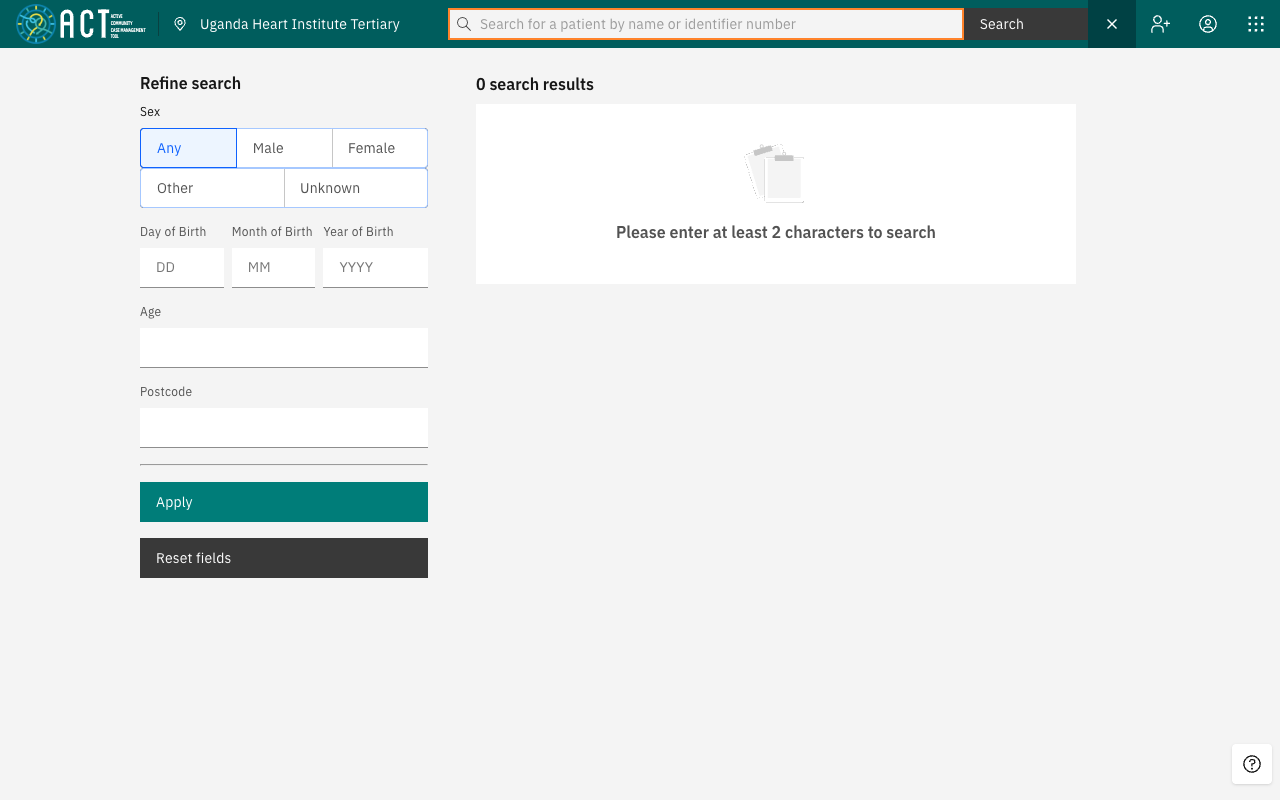 ACT
ACTIVE
COMMUNITY
CASE MANAGEMENT
TOOL
Uganda Heart Institute Tertiary
Search for a patient by name or identifier number
Search
Refine search
Sex
Any
Male
Female
Other
Unknown
Day of Birth
Month of Birth
Year of Birth
DD
MM
YYYY
Age
Postcode
Apply
Reset fields
0 search results
Please enter at least 2 characters to search